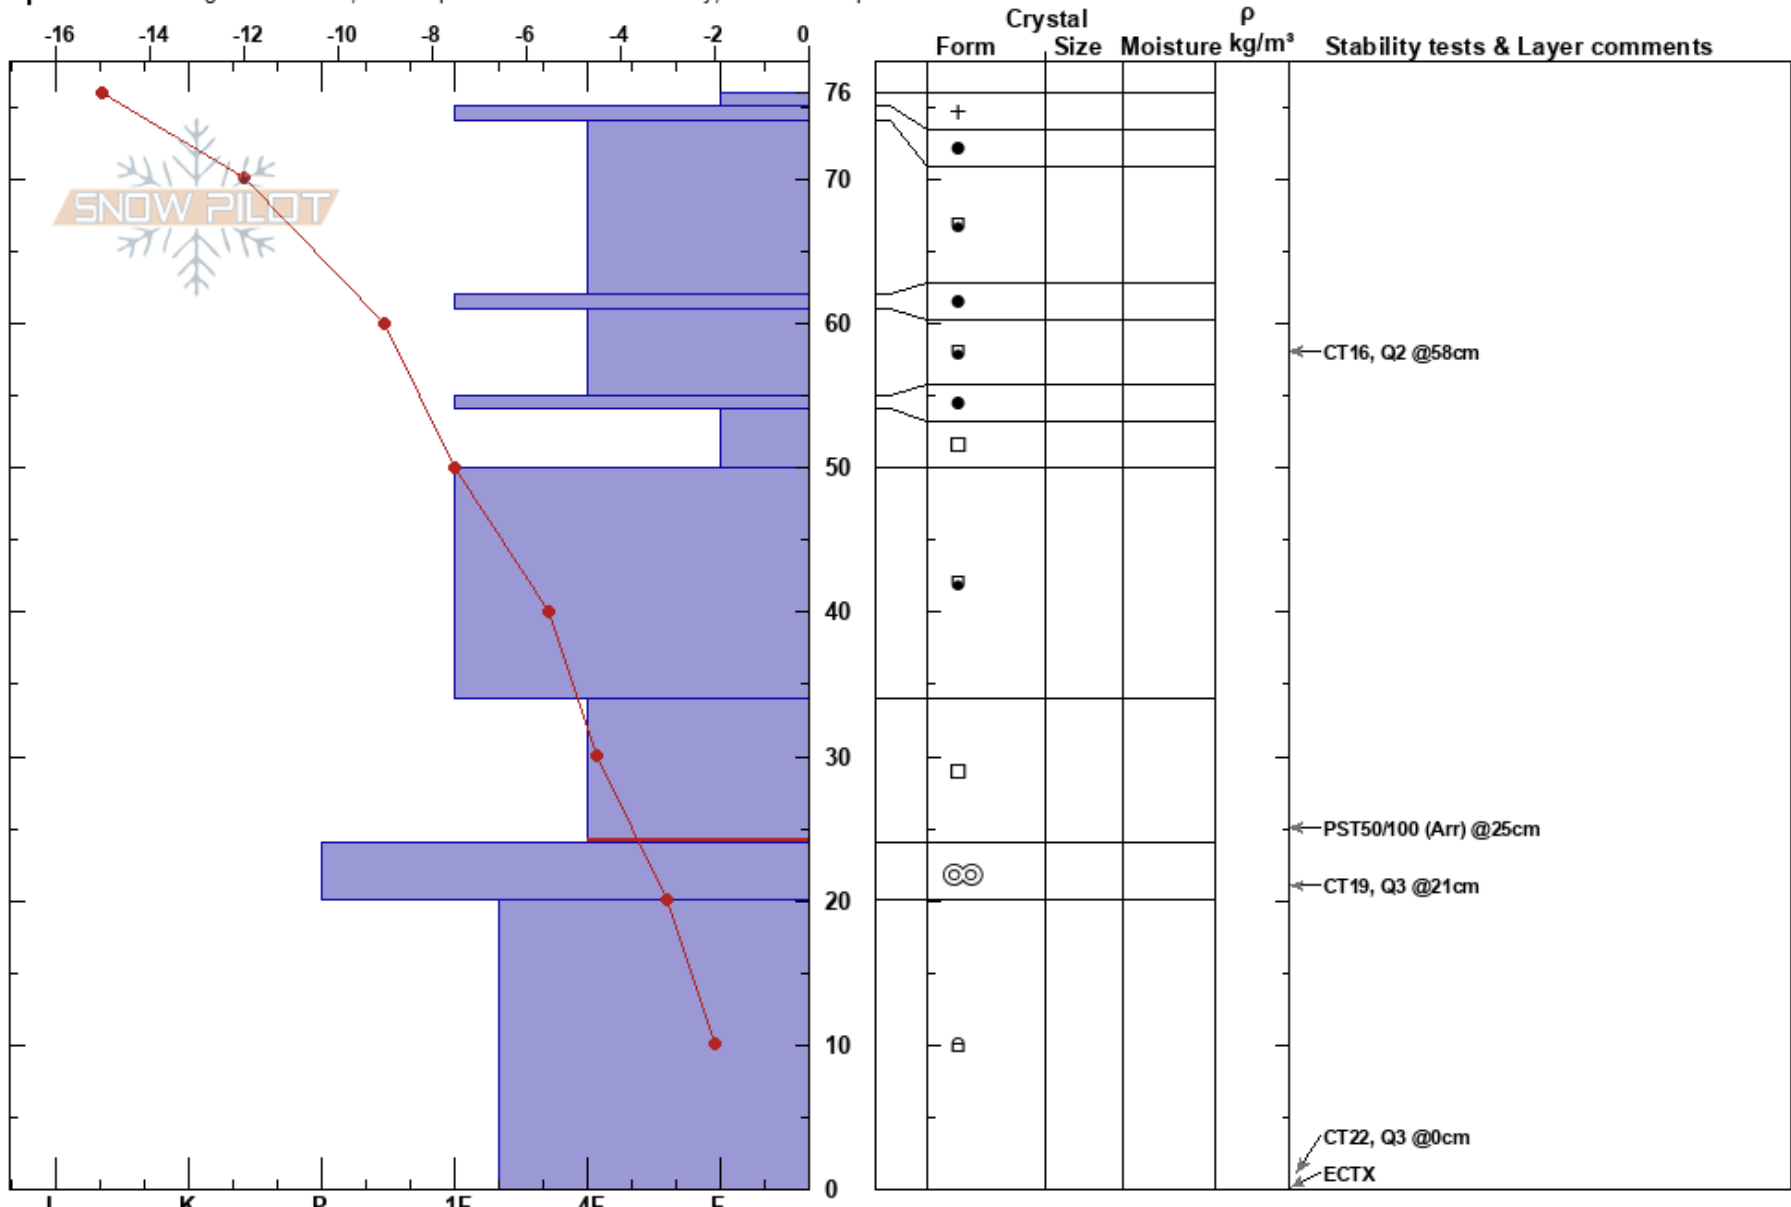 -16 -14 -12 -10 -8 -6 -4 -2 0
Crystal ρ
Form Size Moisture kg/m³ Stability tests & Layer comments
76
SNOW PILOT
70
60
CT16, Q2 @58cm
50
40
30
PST50/100 (Arr) @25cm
CT19, Q3 @21cm
20
10
CT22, Q3 @0cm
ECTX
0
I K P 1F 4F F